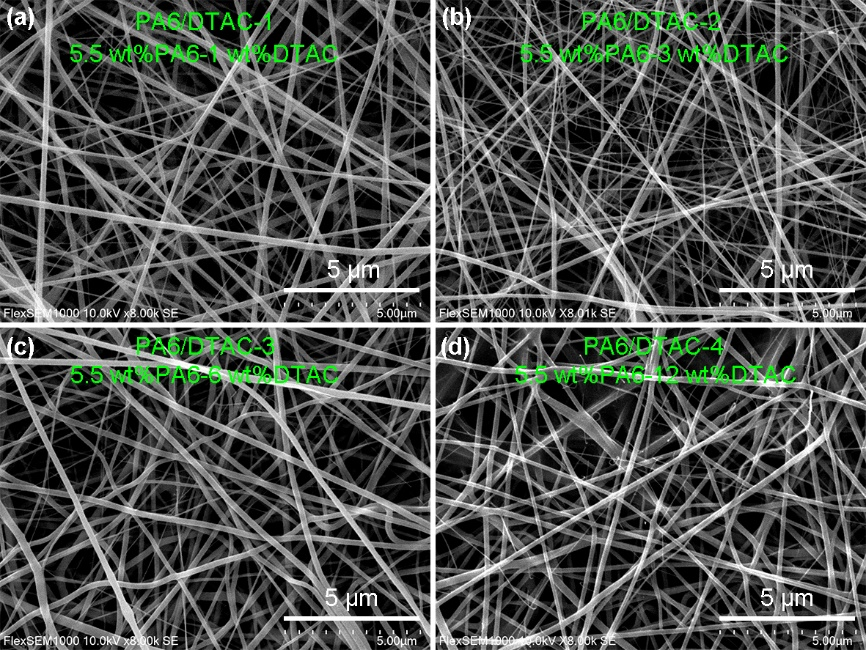 (a)
PA6/DTAC-1
5.5 wt%PA6-1 wt%DTAC
5 µm
FlexSEM1000 10.0kV x8.00k SE
5.00µm
(b)
PA6/DTAC-2
5.5 wt%PA6-3 wt%DTAC
5 µm
FlexSEM1000 10.0kV X8.01k SE
5.00µm
(c)
PA6/DTAC-3
5.5 wt%PA6-6 wt%DTAC
5 µm
FlexSEM1000 10.0kV x8.00k SE
5.00µm
(d)
PA6/DTAC-4
5.5 wt%PA6-12 wt%DTAC
5 µm
FlexSEM1000 10.0kV X8.00k SE
5.00µm